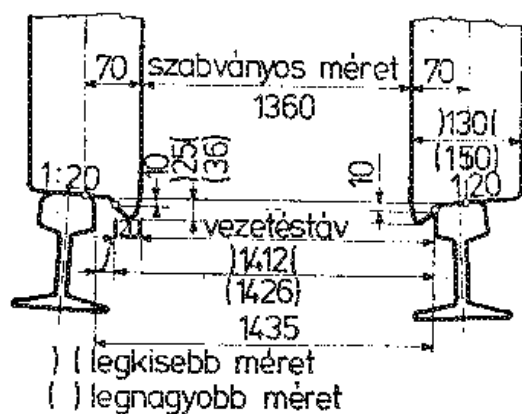 70 szabványos méret 70
1360
)130(
(150)
10 )25( (36)
10
1:20 1:20
20 vezetéstáv
)1412(
(1426)
1435
) ( legkisebb méret
( ) legnagyobb méret